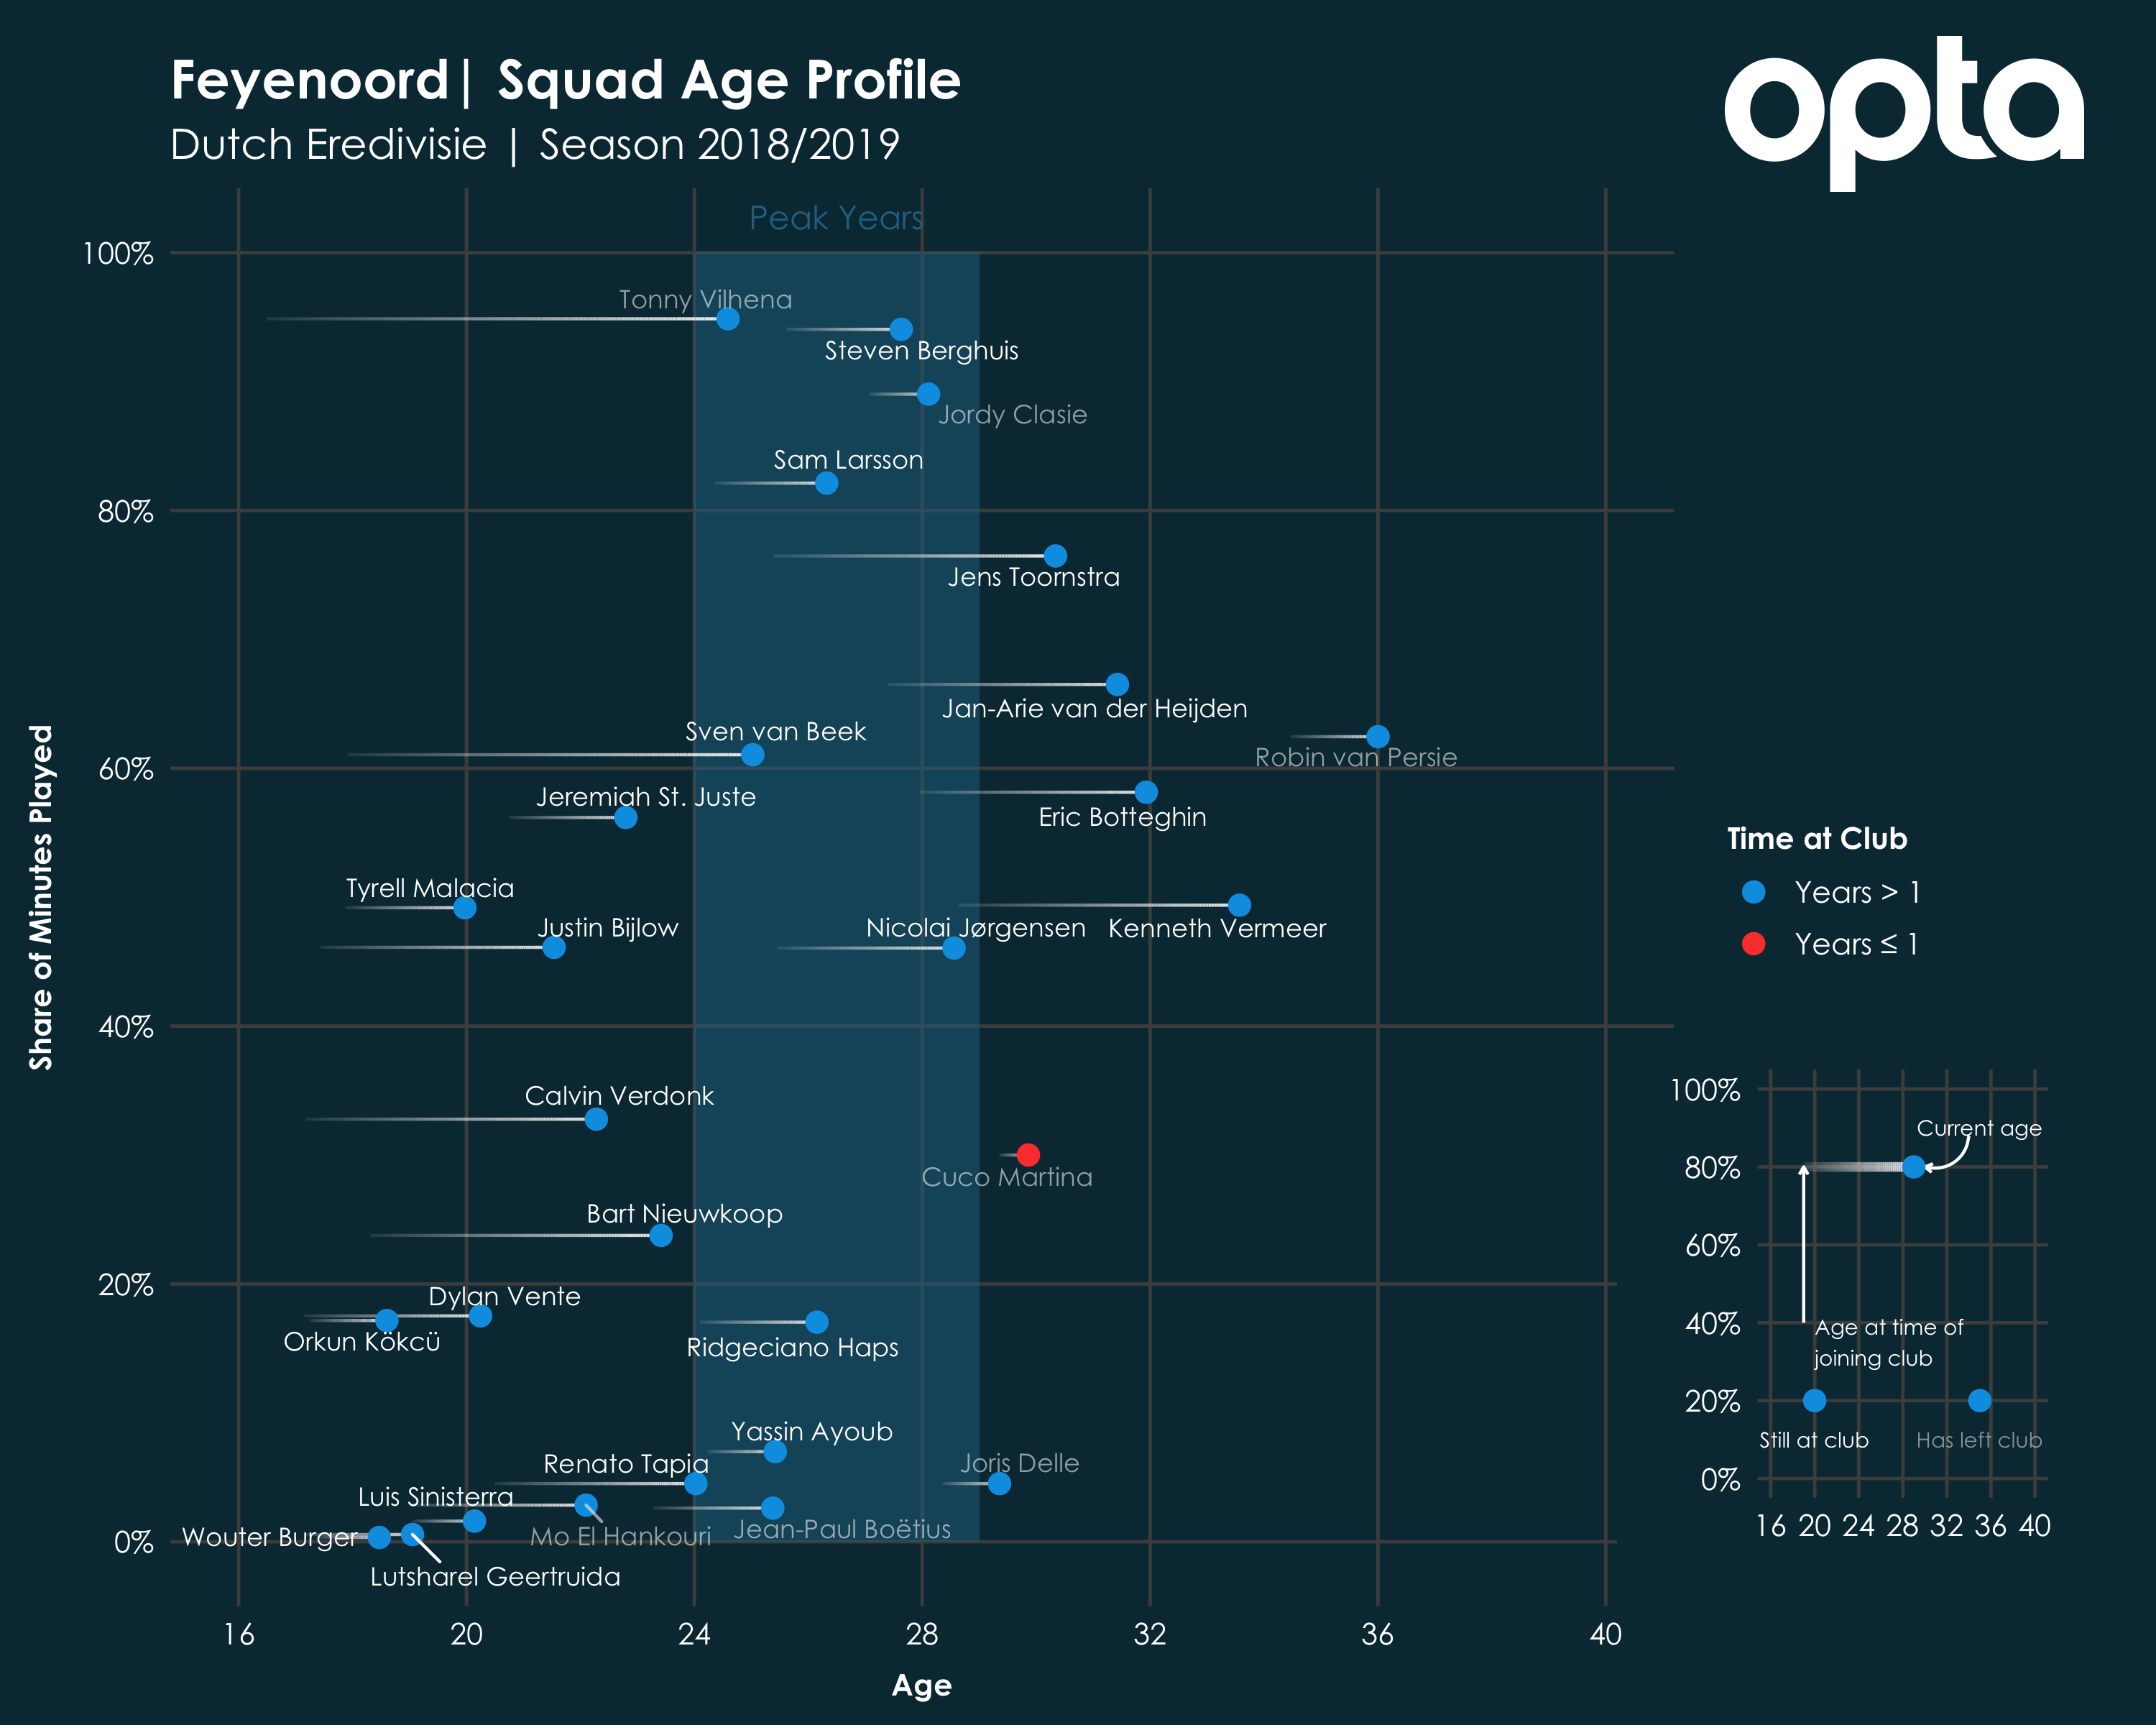 Feyenoord| Squad Age Profile
Dutch Eredivisie | Season 2018/2019
opta
Peak Years
100%
Tonny Vilhena
Steven Berghuis
Jordy Clasie
Sam Larsson
80%
Jens Toornstra
Jan-Arie van der Heijden
Sven van Beek
Robin van Persie
60%
Jeremiah St. Juste
Eric Botteghin
Tyrell Malacia
Justin Bijlow
Nicolai Jørgensen
Kenneth Vermeer
40%
Calvin Verdonk
Cuco Martina
Bart Nieuwkoop
20%
Dylan Vente
Orkun Kökcü
Ridgeciano Haps
Yassin Ayoub
Renato Tapia
Joris Delle
Luis Sinisterra
Mo El Hankouri
Jean-Paul Boëtius
Wouter Burger
0%
Lutsharel Geertruida
16 20 24 28 32 36 40
Age
Share of Minutes Played
Time at Club
Years > 1
Years ≤ 1
100%
Current age
80%
60%
40%
Age at time of
joining club
20%
Still at club
Has left club
0%
16 20 24 28 32 36 40